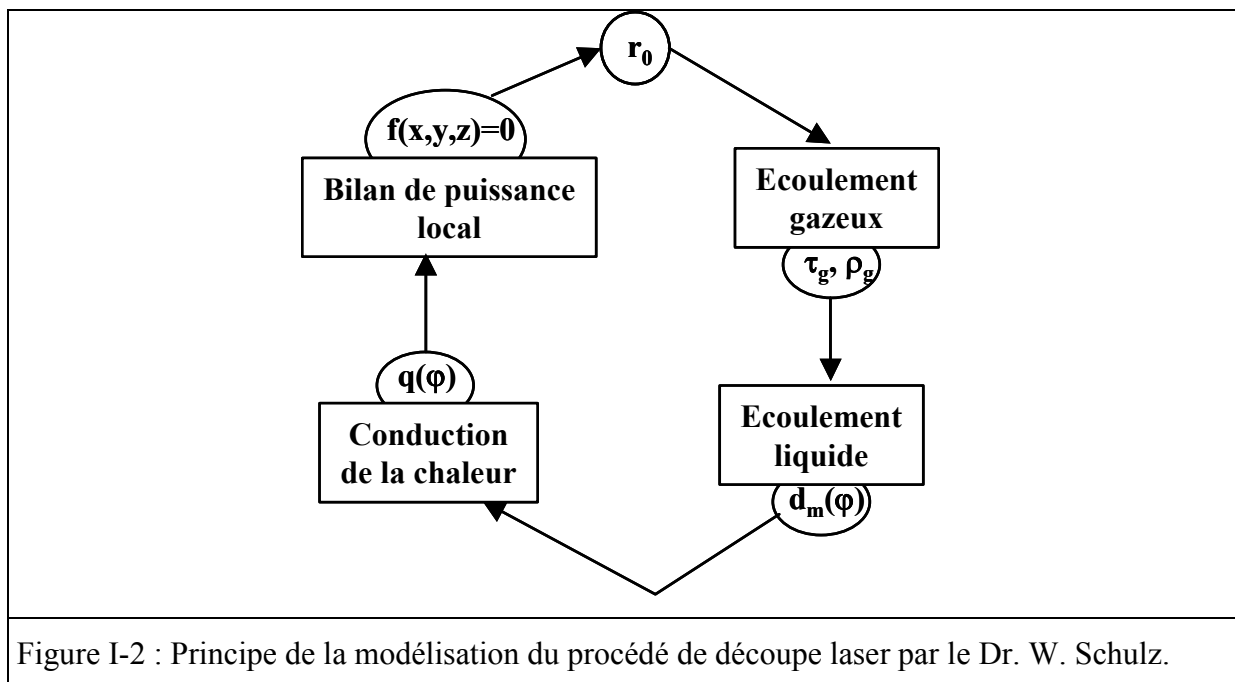 r₀
f(x,y,z)=0
Bilan de puissance
local
Ecoulement
gazeux
τg, ρg
q(φ)
Conduction
de la chaleur
Ecoulement
liquide
dm(φ)
Figure I-2 : Principe de la modélisation du procédé de découpe laser par le Dr. W. Schulz.